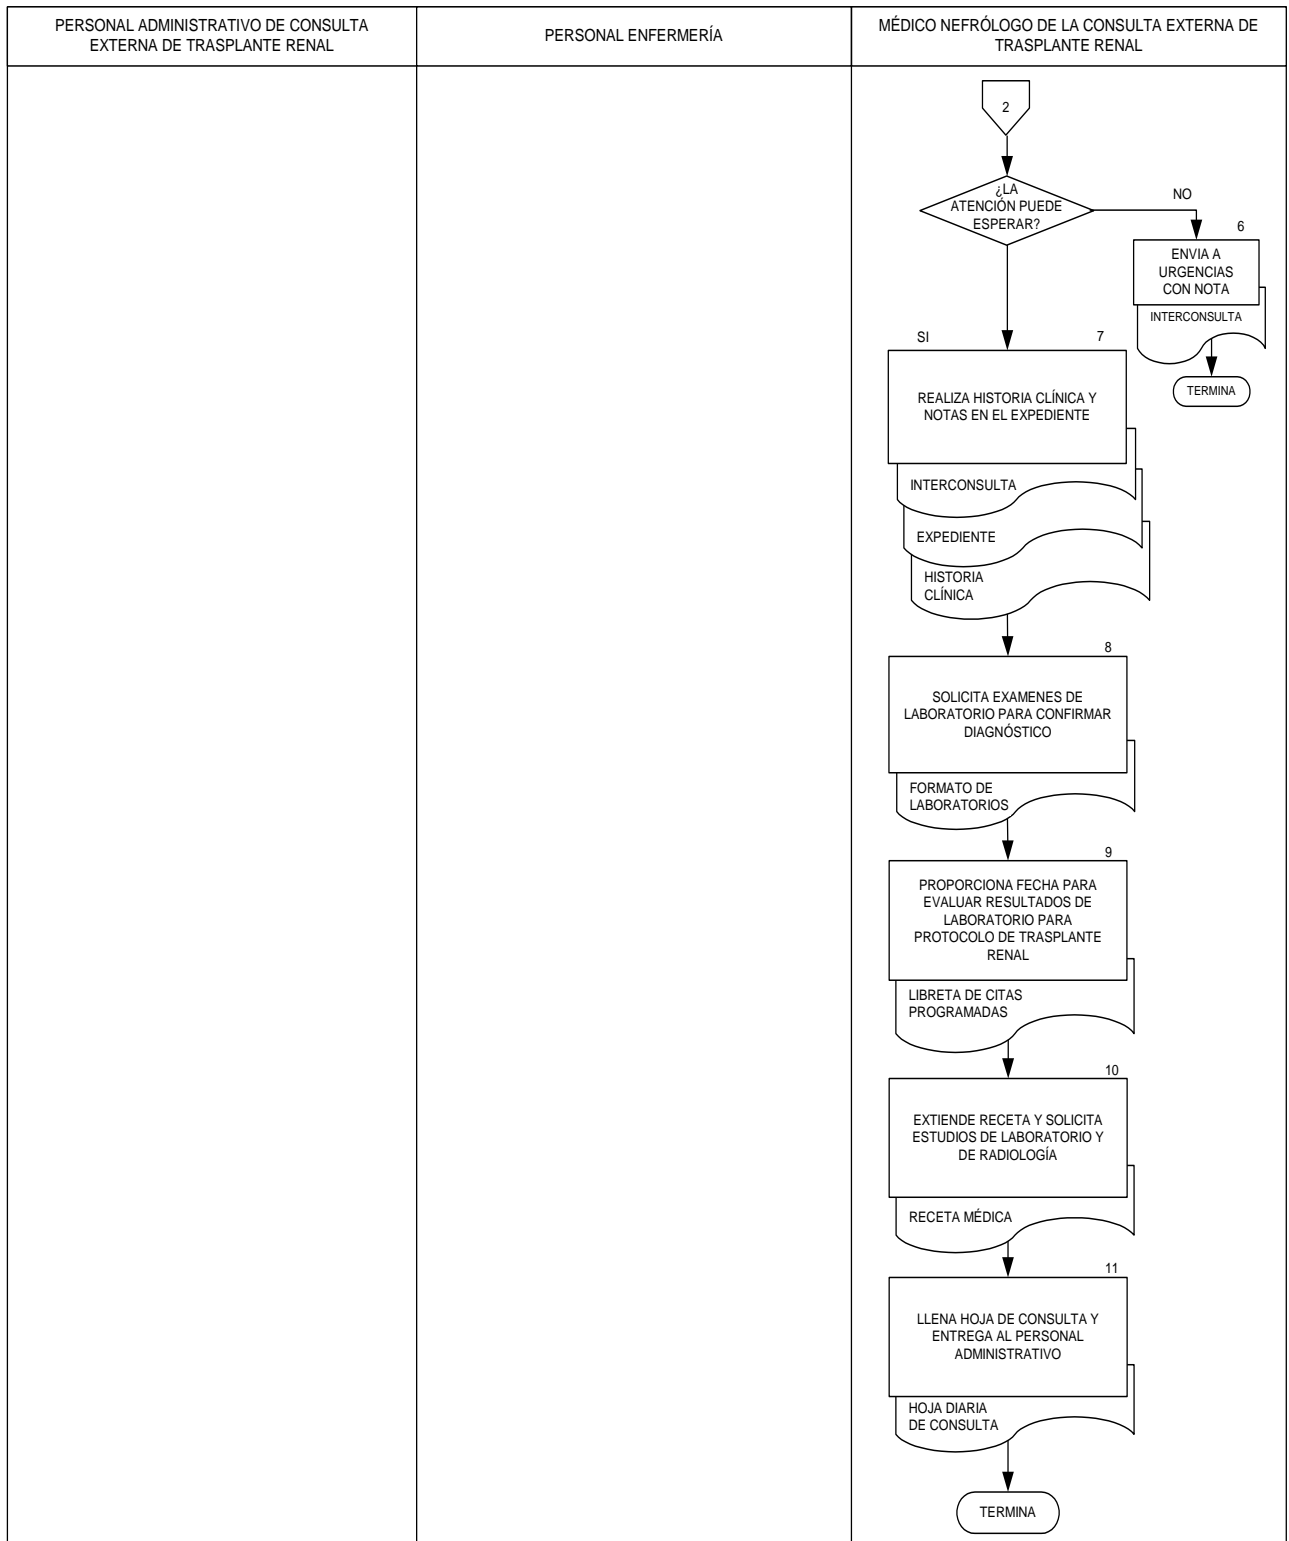 PERSONAL ADMINISTRATIVO DE CONSULTA
EXTERNA DE TRASPLANTE RENAL
PERSONAL ENFERMERÍA
MÉDICO NEFRÓLOGO DE LA CONSULTA EXTERNA DE
TRASPLANTE RENAL
2
¿LA
ATENCIÓN PUEDE
ESPERAR?
NO
6
ENVIA A
URGENCIAS
CON NOTA
INTERCONSULTA
TERMINA
SI
7
REALIZA HISTORIA CLÍNICA Y
NOTAS EN EL EXPEDIENTE
INTERCONSULTA
EXPEDIENTE
HISTORIA
CLÍNICA
8
SOLICITA EXAMENES DE
LABORATORIO PARA CONFIRMAR
DIAGNÓSTICO
FORMATO DE
LABORATORIOS
9
PROPORCIONA FECHA PARA
EVALUAR RESULTADOS DE
LABORATORIO PARA
PROTOCOLO DE TRASPLANTE
RENAL
LIBRETA DE CITAS
PROGRAMADAS
10
EXTIENDE RECETA Y SOLICITA
ESTUDIOS DE LABORATORIO Y
DE RADIOLOGÍA
RECETA MÉDICA
11
LLENA HOJA DE CONSULTA Y
ENTREGA AL PERSONAL
ADMINISTRATIVO
HOJA DIARIA
DE CONSULTA
TERMINA